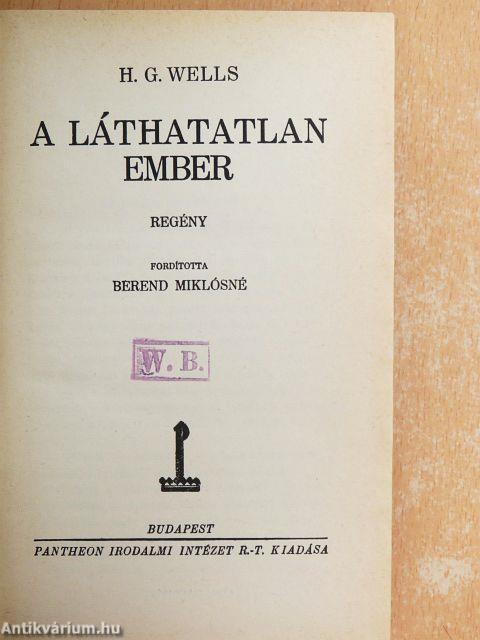 H. G. WELLS
A LÁTHATATLAN
EMBER
REGÉNY
FORDÍTOTTA
BEREND MIKLÓSNÉ
W. B.
BUDAPEST
PANTHEON IRODALMI INTÉZET R.-T. KIADÁSA
Antikvárium.hu